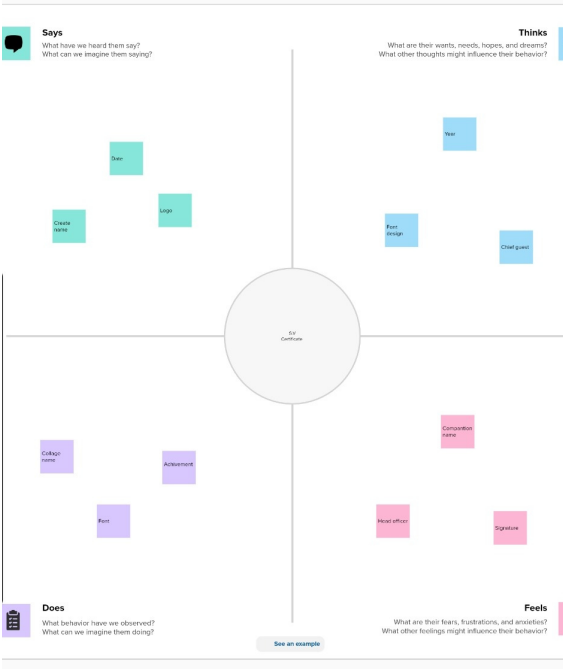 Says
What have we heard them say?
What can we imagine them saying?
Thinks
What are their wants, needs, hopes, and dreams?
What other thoughts might influence their behavior?
Date
Logo
Create
name
Year
Font
design
Chief guest
S.V
Certificate
Collage
name
Achivement
Font
Compantion
name
Head officer
Signature
Does
What behavior have we observed?
What can we imagine them doing?
Feels
What are their fears, frustrations, and anxieties?
What other feelings might influence their behavior?
See an example